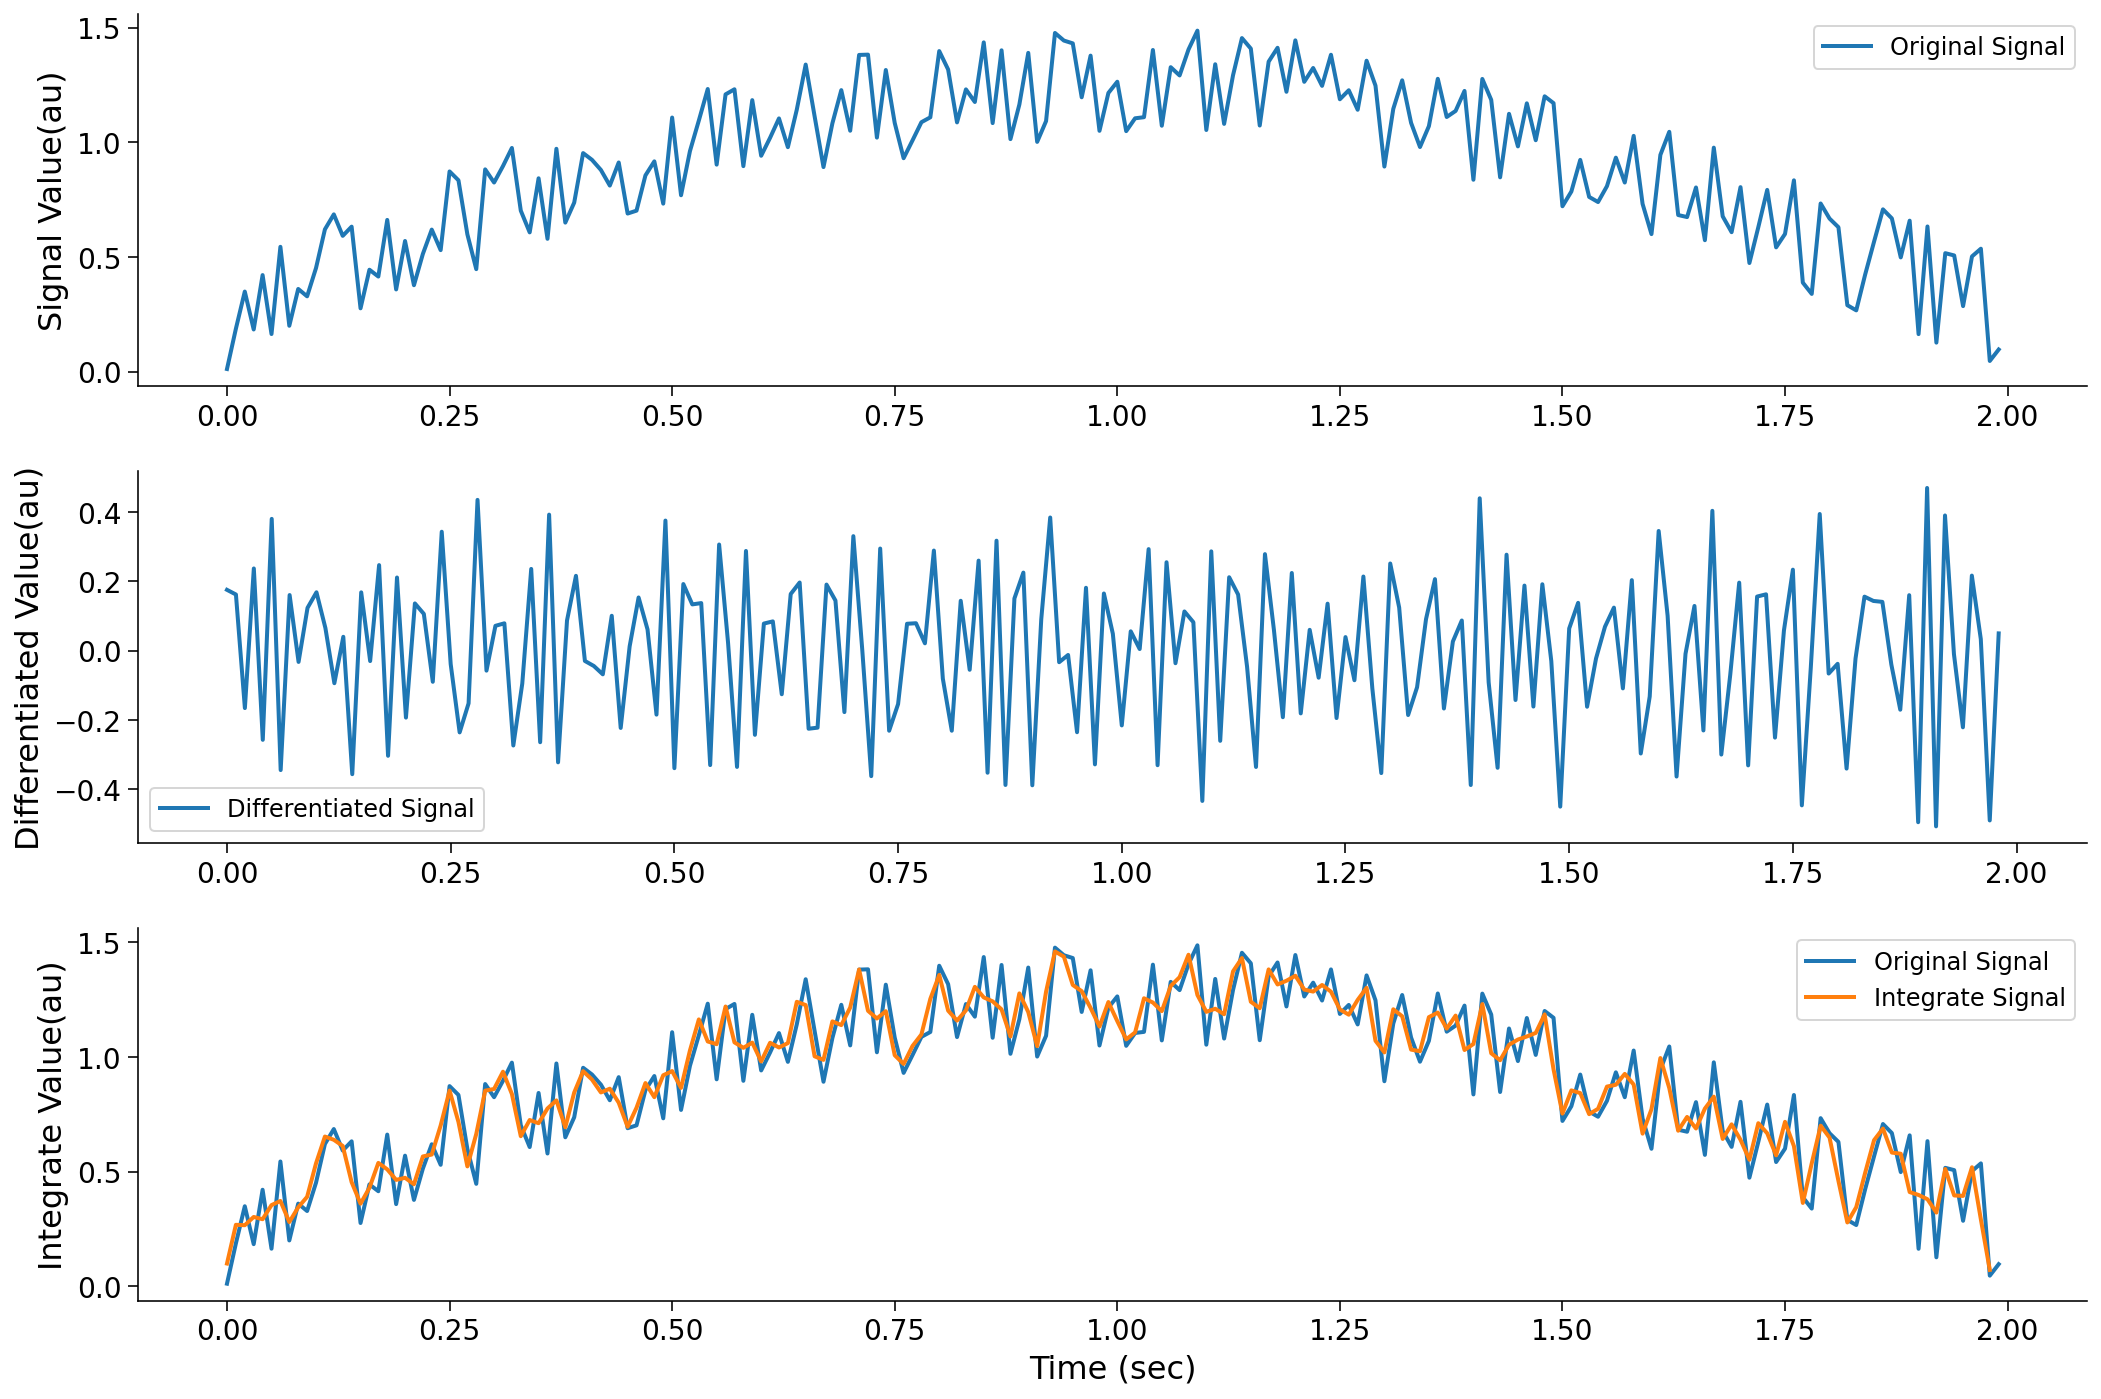 Signal Value(au)
1.5
1.0
0.5
0.0
Original Signal
0.00 0.25 0.50 0.75 1.00 1.25 1.50 1.75 2.00
Differentiated Value(au)
0.4
0.2
0.0
−0.2
−0.4
Differentiated Signal
0.00 0.25 0.50 0.75 1.00 1.25 1.50 1.75 2.00
Integrate Value(au)
1.5
1.0
0.5
0.0
Original Signal
Integrate Signal
0.00 0.25 0.50 0.75 1.00 1.25 1.50 1.75 2.00
Time (sec)